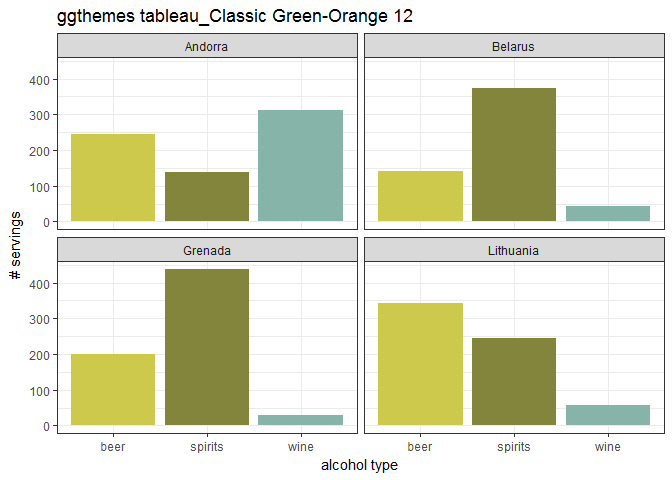 ggthemes tableau_Classic Green-Orange 12
Andorra
Belarus
400
300
200
100
0
Grenada
Lithuania
400
300
200
100
0
# servings
beer spirits wine
beer spirits wine
alcohol type